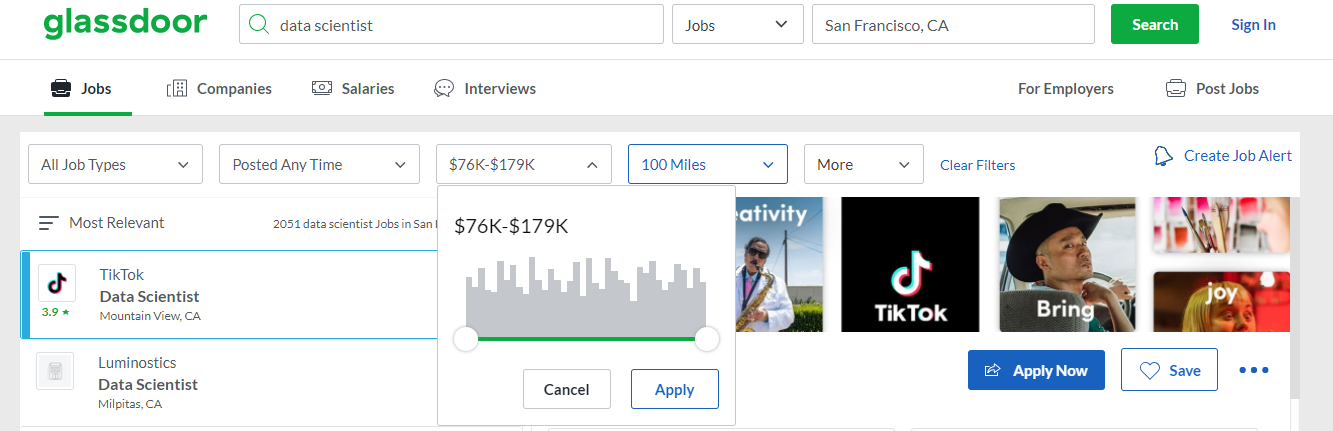 glassdoor
data scientist
Jobs
San Francisco, CA
Search
Sign In
Jobs
Companies
Salaries
Interviews
For Employers
Post Jobs
All Job Types
Posted Any Time
$76K-$179K
100 Miles
More
Clear Filters
Create Job Alert
Most Relevant
2051 data scientist Jobs in San
$76K-$179K
Cancel
Apply
TikTok
Data Scientist
Mountain View, CA
3.9 ★
Luminostics
Data Scientist
Milpitas, CA
eativity
TikTok
Bring
joy
Apply Now
Save